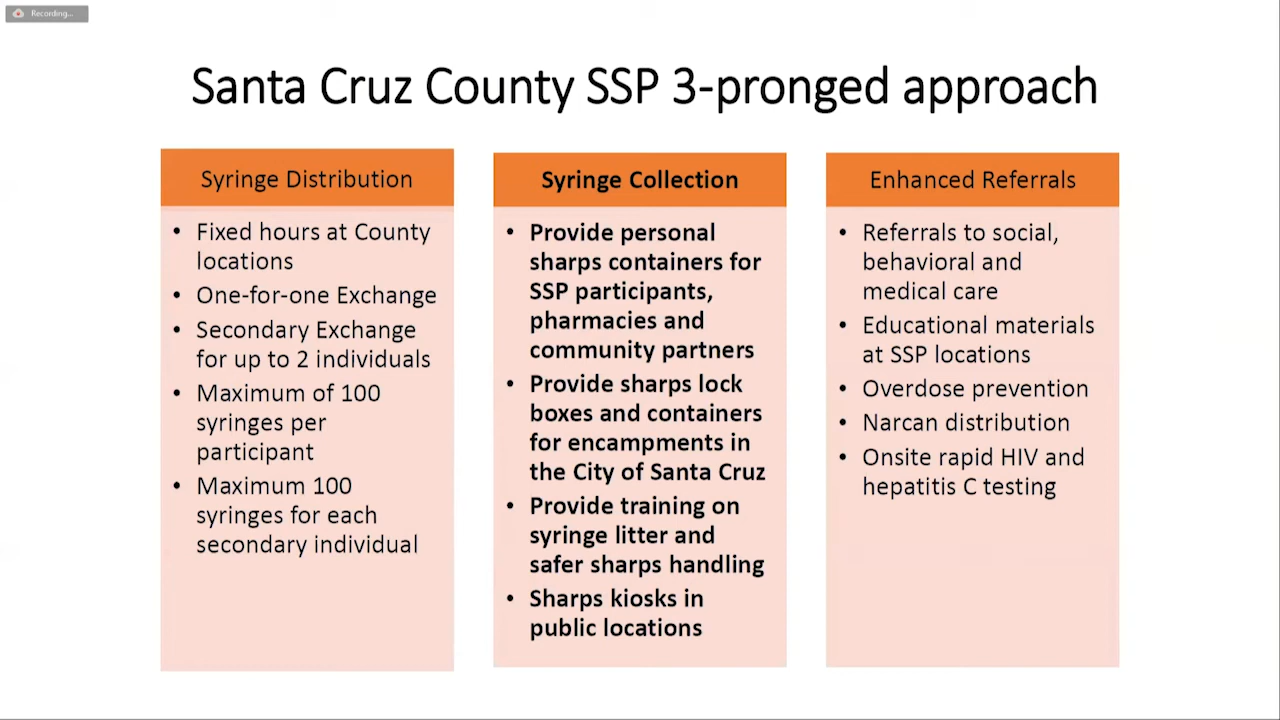 Recording...
Santa Cruz County SSP 3-pronged approach
Syringe Distribution
• Fixed hours at County
locations
• One-for-one Exchange
• Secondary Exchange
for up to 2 individuals
• Maximum of 100
syringes per
participant
• Maximum 100
syringes for each
secondary individual
Syringe Collection
• Provide personal
sharps containers for
SSP participants,
pharmacies and
community partners
• Provide sharps lock
boxes and containers
for encampments in
the City of Santa Cruz
• Provide training on
syringe litter and
safer sharps handling
• Sharps kiosks in
public locations
Enhanced Referrals
• Referrals to social,
behavioral and
medical care
• Educational materials
at SSP locations
• Overdose prevention
• Narcan distribution
• Onsite rapid HIV and
hepatitis C testing